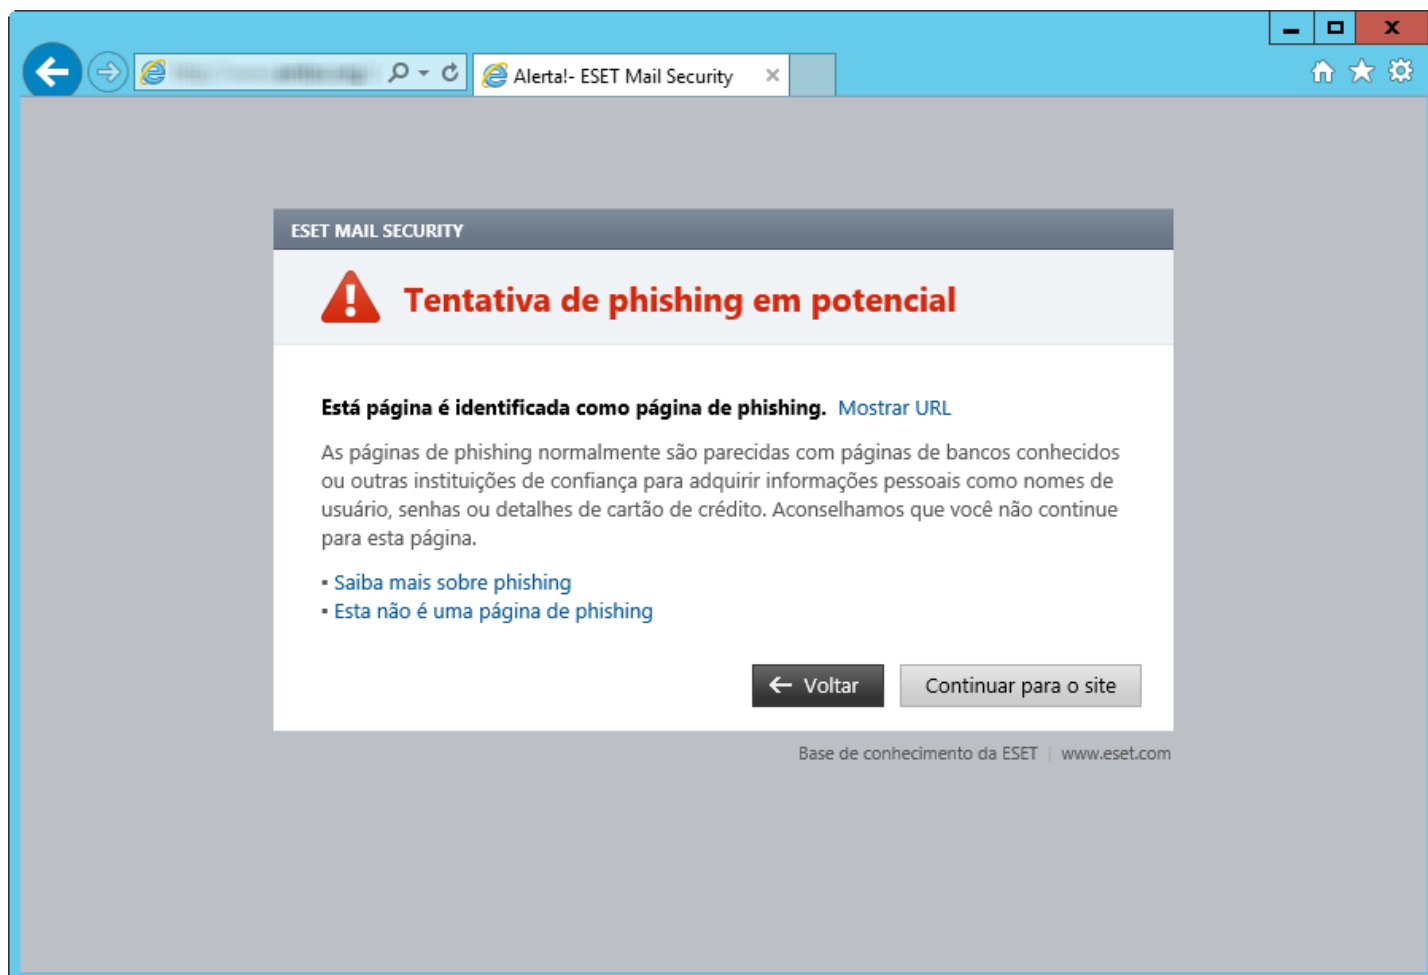 Alerta!- ESET Mail Security
ESET MAIL SECURITY
Tentativa de phishing em potencial
Está página é identificada como página de phishing. Mostrar URL
As páginas de phishing normalmente são parecidas com páginas de bancos conhecidos
ou outras instituições de confiança para adquirir informações pessoais como nomes de
usuário, senhas ou detalhes de cartão de crédito. Aconselhamos que você não continue
para esta página.
▪ Saiba mais sobre phishing
▪ Esta não é uma página de phishing
← Voltar Continuar para o site
Base de conhecimento da ESET | www.eset.com